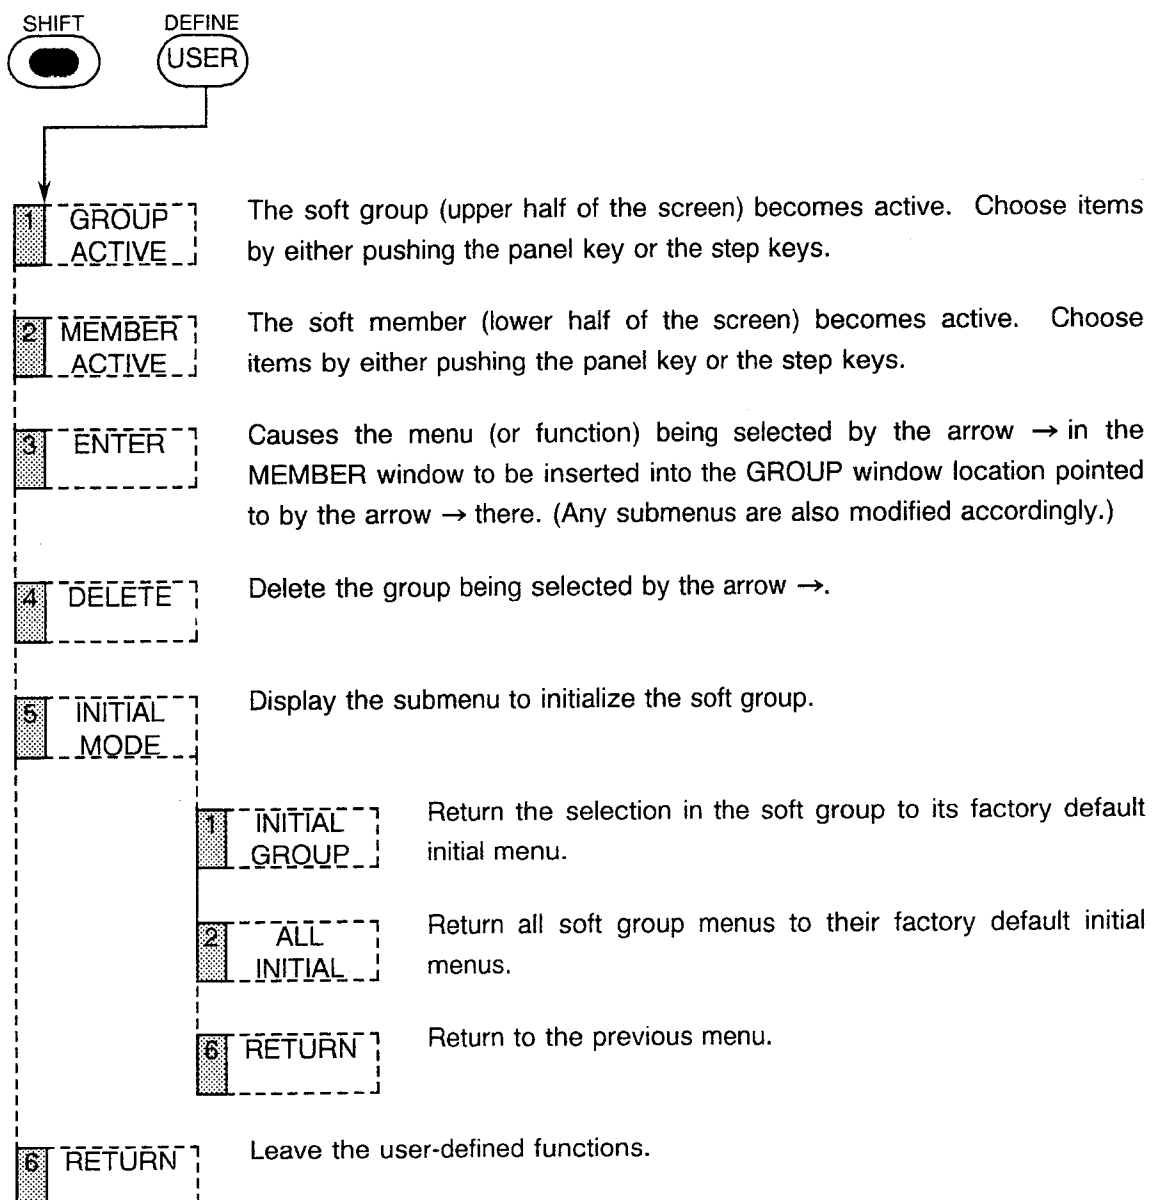 SHIFT DEFINE
USER
1 GROUP ACTIVE
The soft group (upper half of the screen) becomes active. Choose items
by either pushing the panel key or the step keys.
2 MEMBER ACTIVE
The soft member (lower half of the screen) becomes active. Choose
items by either pushing the panel key or the step keys.
3 ENTER
Causes the menu (or function) being selected by the arrow → in the
MEMBER window to be inserted into the GROUP window location pointed
to by the arrow → there. (Any submenus are also modified accordingly.)
4 DELETE
Delete the group being selected by the arrow →.
5 INITIAL MODE
Display the submenu to initialize the soft group.
1 INITIAL GROUP
Return the selection in the soft group to its factory default
initial menu.
2 ALL INITIAL
Return all soft group menus to their factory default initial
menus.
6 RETURN
Return to the previous menu.
6 RETURN
Leave the user-defined functions.